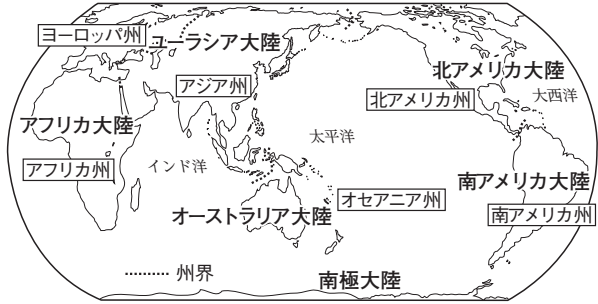 ヨーロッパ州
ユーラシア大陸
アジア州
北アメリカ大陸
北アメリカ州
大西洋
アフリカ大陸
太平洋
アフリカ州
インド洋
南アメリカ大陸
オセアニア州
オーストラリア大陸
南アメリカ州
州界
南極大陸